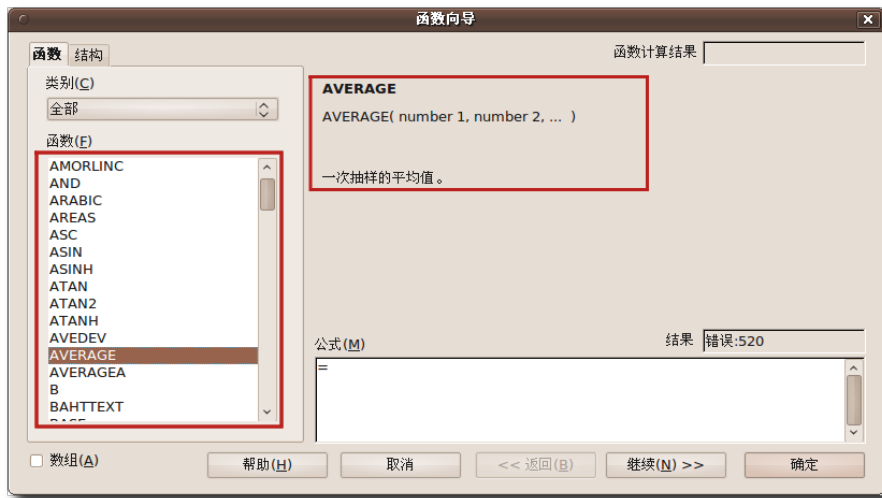 函数向导
函数 结构
函数计算结果
类别(C)
全部
函数(F)
AMORLINC
AND
ARABIC
AREAS
ASC
ASIN
ASINH
ATAN
ATAN2
ATANH
AVEDEV
AVERAGE
AVERAGEA
B
BAHTTEXT
AVERAGE
AVERAGE( number 1, number 2, ... )
一次抽样的平均值。
公式(M)
结果 错误:520
=
数组(A)
帮助(H) 取消 << 返回(B) 继续(N) >> 确定